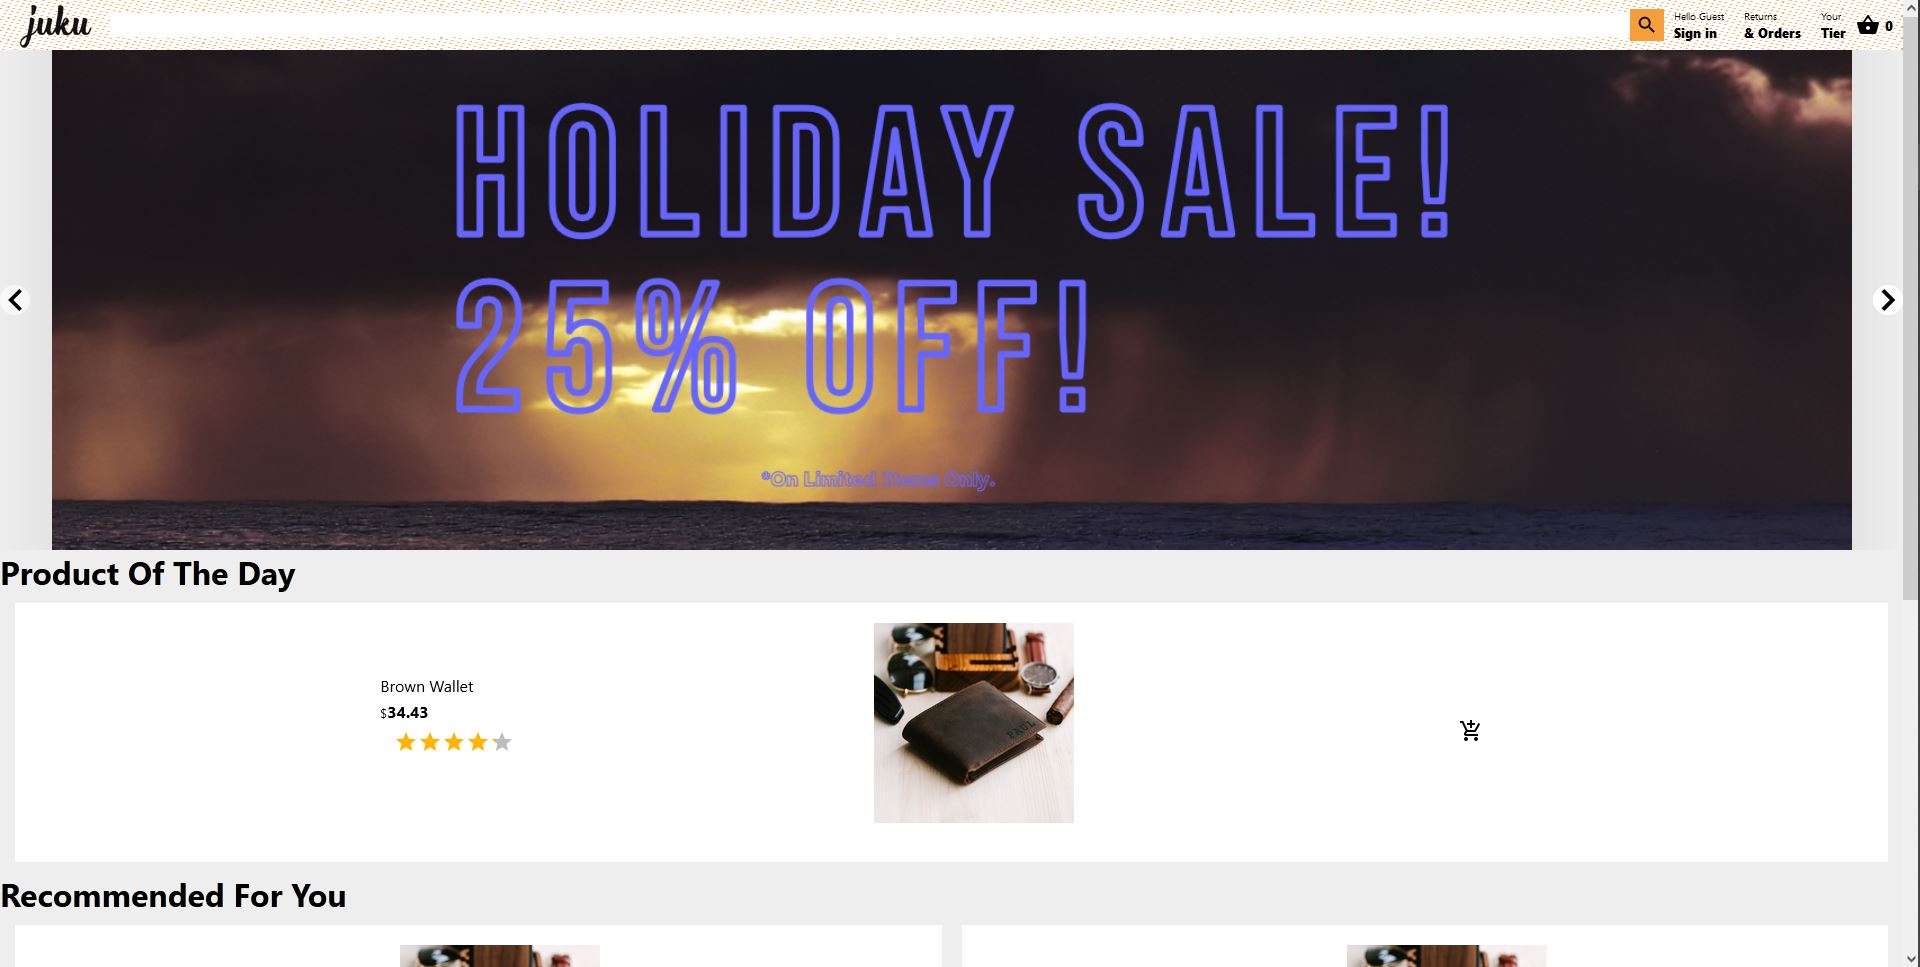 juku
Hello Guest
Sign in
Returns
& Orders
Your
Tier
0
HOLIDAY SALE!
25% OFF!
*On Limited Items Only.
Product Of The Day
Brown Wallet
$34.43
PAUL
Recommended For You